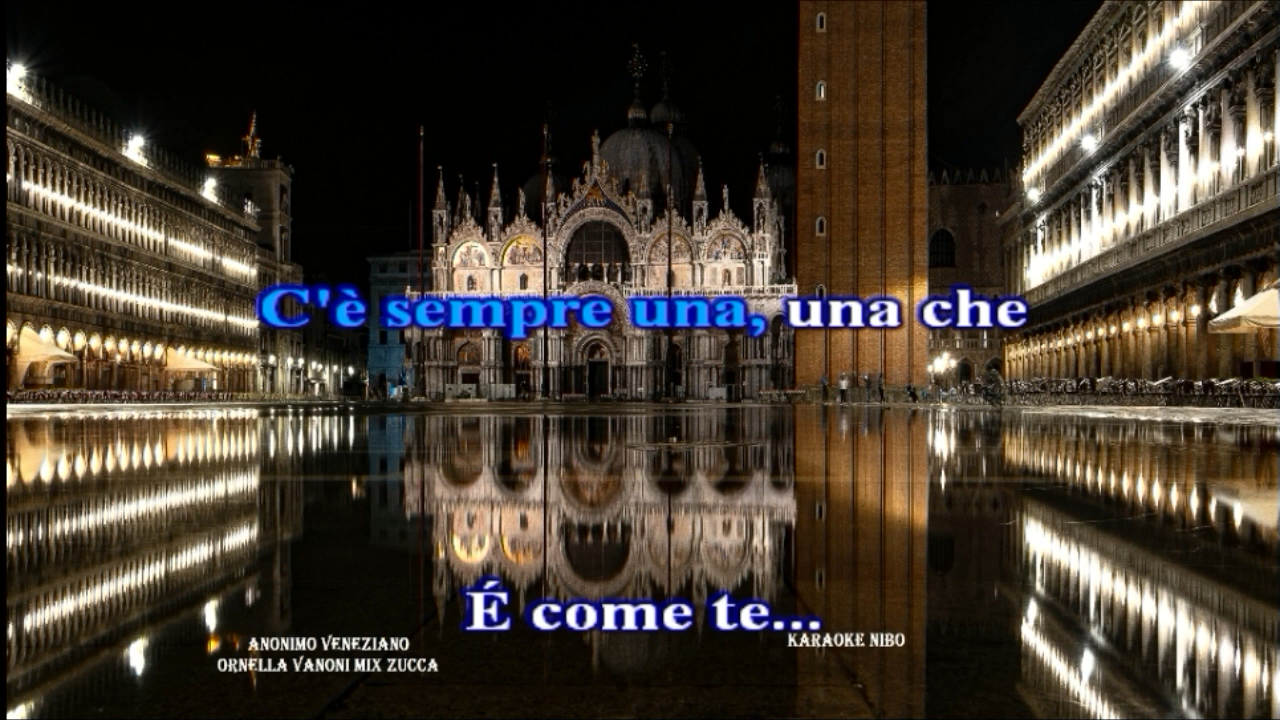 C'è sempre una, una che
É come te...
KARAOKE NIBO
ANONIMO VENEZIANO
ORNELLA VANONI MIX ZUCCA